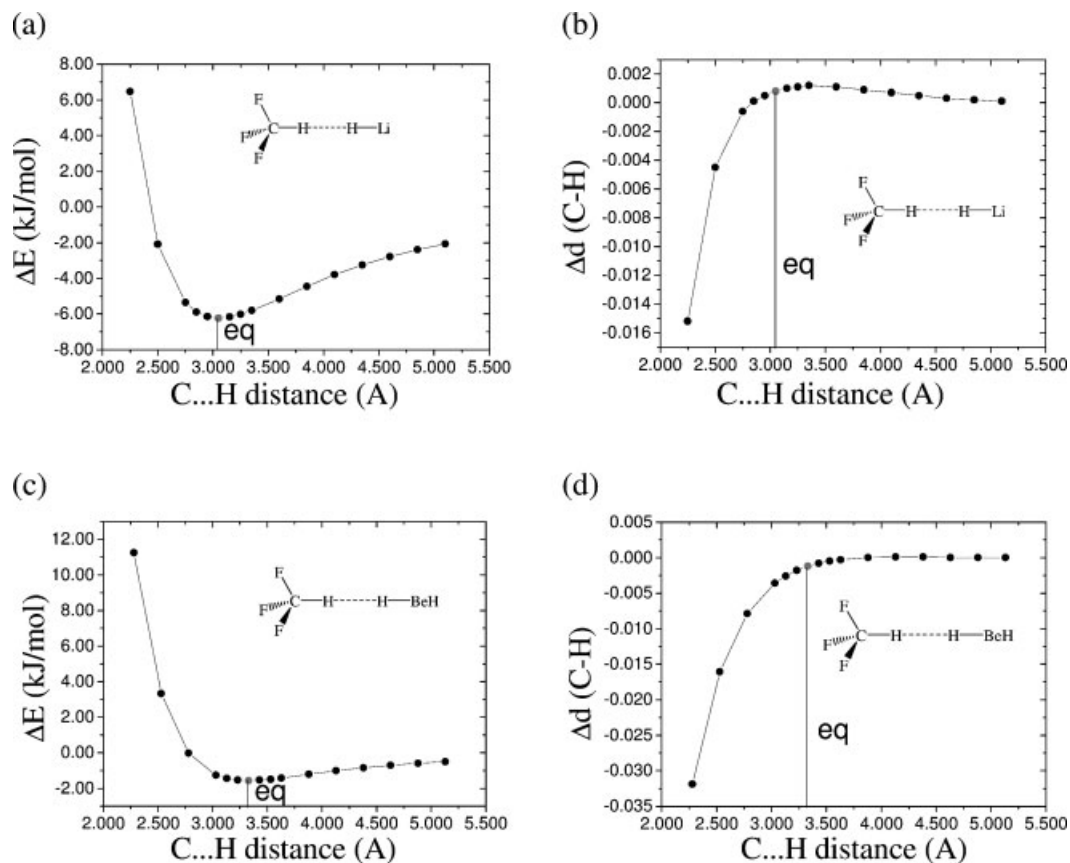 (a)
8.00
6.00
4.00
2.00
0.00
-2.00
-4.00
-6.00
-8.00
2.000 2.500 3.000 3.500 4.000 4.500 5.000 5.500
ΔE (kJ/mol)
C...H distance (A)
F
F C H H Li
F
eq
(b)
0.002
0.000
-0.002
-0.004
-0.006
-0.008
-0.010
-0.012
-0.014
-0.016
2.000 2.500 3.000 3.500 4.000 4.500 5.000 5.500
Δd (C-H)
C...H distance (A)
F
F C H H Li
F
eq
(c)
12.00
10.00
8.00
6.00
4.00
2.00
0.00
-2.00
2.000 2.500 3.000 3.500 4.000 4.500 5.000 5.500
ΔE (kJ/mol)
C...H distance (A)
F
F C H H BeH
F
eq
(d)
0.005
0.000
-0.005
-0.010
-0.015
-0.020
-0.025
-0.030
-0.035
2.000 2.500 3.000 3.500 4.000 4.500 5.000 5.500
Δd (C-H)
C...H distance (A)
F
F C H H BeH
F
eq